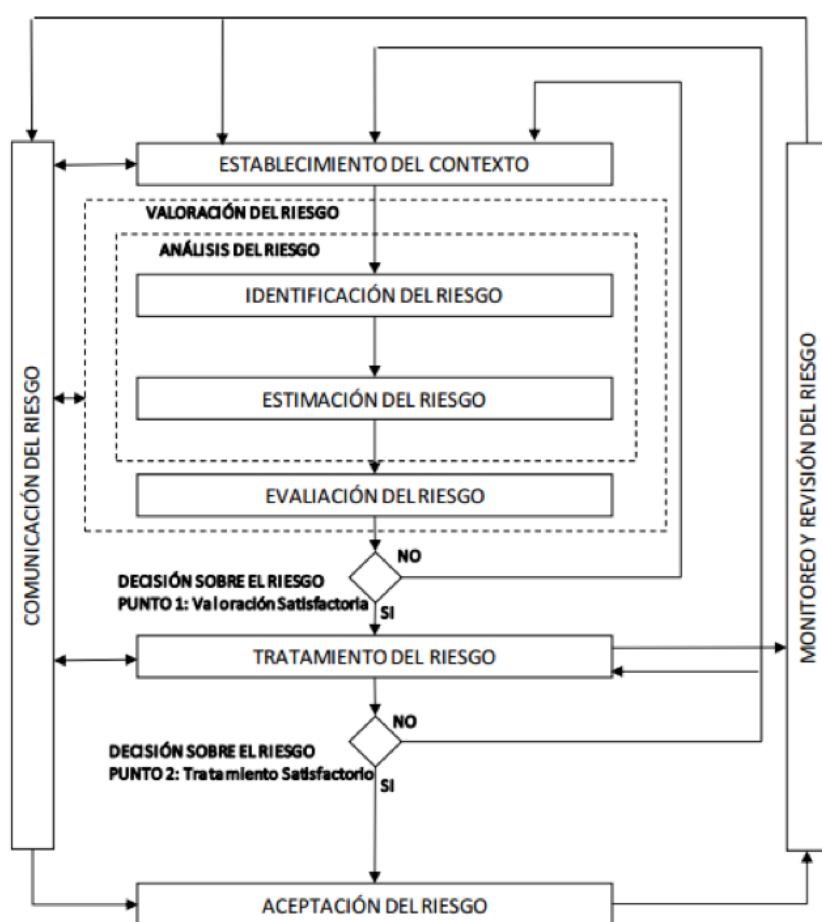 ESTABLECIMIENTO DEL CONTEXTO
VALORACIÓN DEL RIESGO
ANÁLISIS DEL RIESGO
IDENTIFICACIÓN DEL RIESGO
ESTIMACIÓN DEL RIESGO
EVALIACIÓN DEL RIESGO
NO
DECISIÓN SOBRE EL RIESGO
PUNTO 1: Valoración Satisfactoria
SI
TRATAMIENTO DEL RIESGO
NO
DECISIÓN SOBRE EL RIESGO
PUNTO 2: Tratamiento Satisfactorio
SI
ACEPTACIÓN DEL RIESGO
COMUNICACIÓN DEL RIESGO
MONITOREO Y REVISIÓN DEL RIESGO